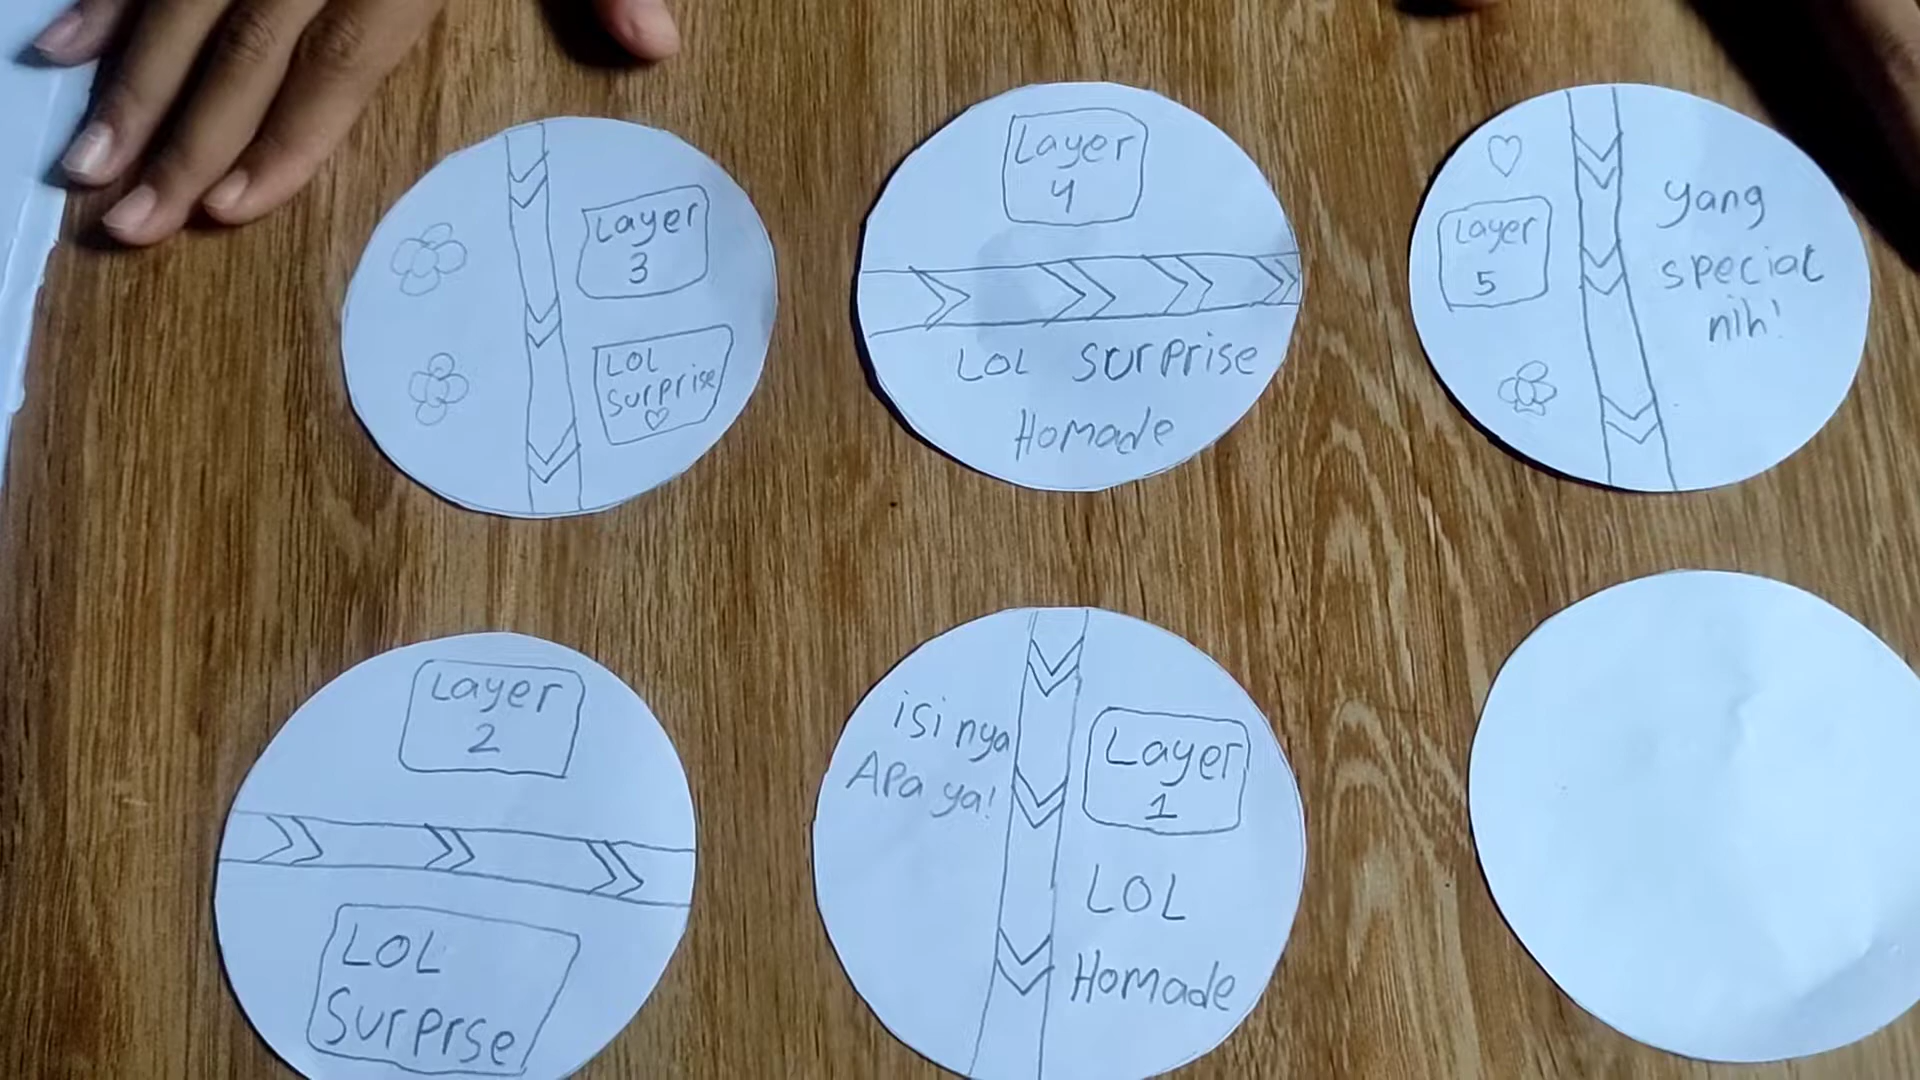 Layer
3
LOL
Surprise
Layer
4
LOL Surprise
Homade
Layer
5
yang
special
nih!
Layer
2
LOL
Surprse
isi nya
Apa ya!
Layer
1
LOL
Homade